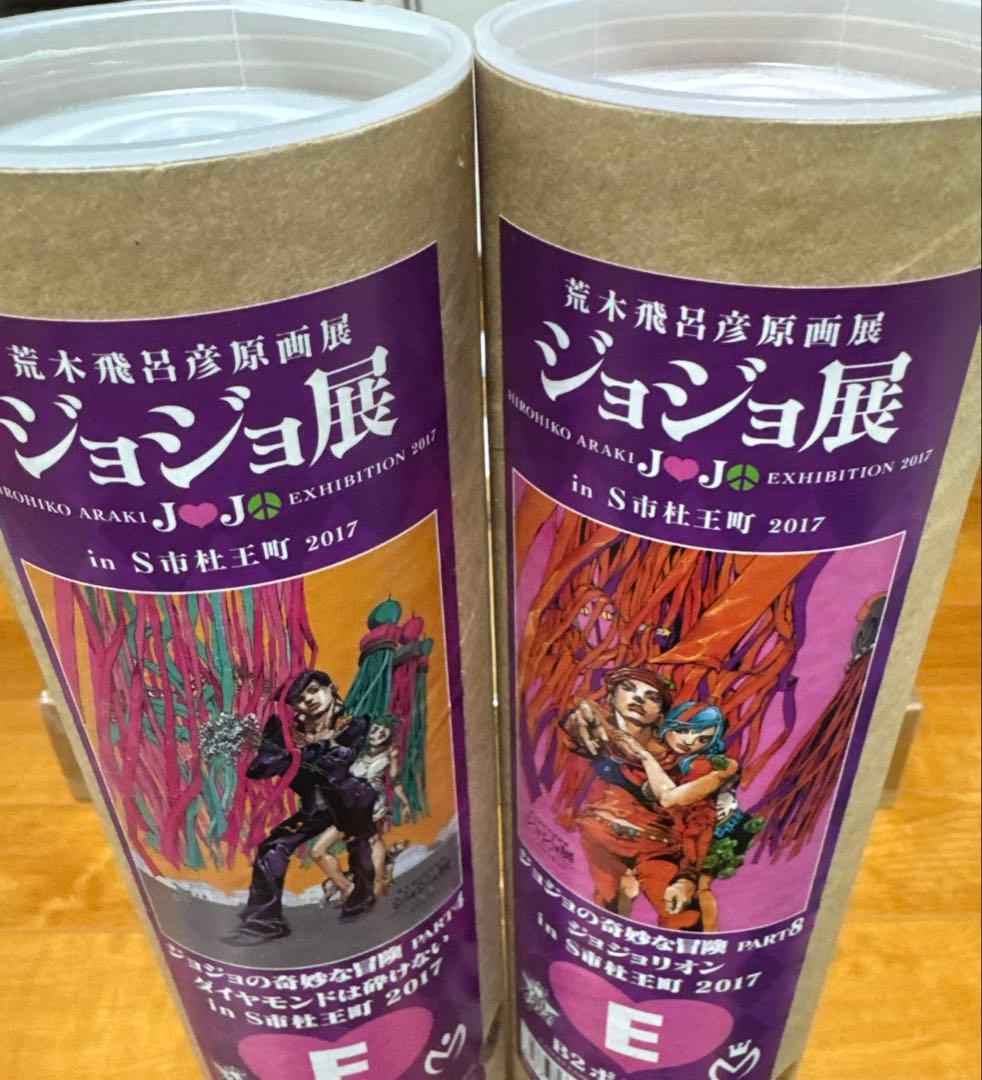 荒木飛呂彦原画展
ジョジョ展
HIROHIKO ARAKI JOJO EXHIBITION 2017
in S市杜王町 2017
ジョジョの奇妙な冒険 PART4
ダイヤモンドは砕けない
in S市杜王町 2017
荒木飛呂彦原画展
ジョジョ展
HIROHIKO ARAKI JOJO EXHIBITION 2017
in S市杜王町 2017
ジョジョの奇妙な冒険 PART8
ジョジョリオン
in S市杜王町 2017
E
B2ポ